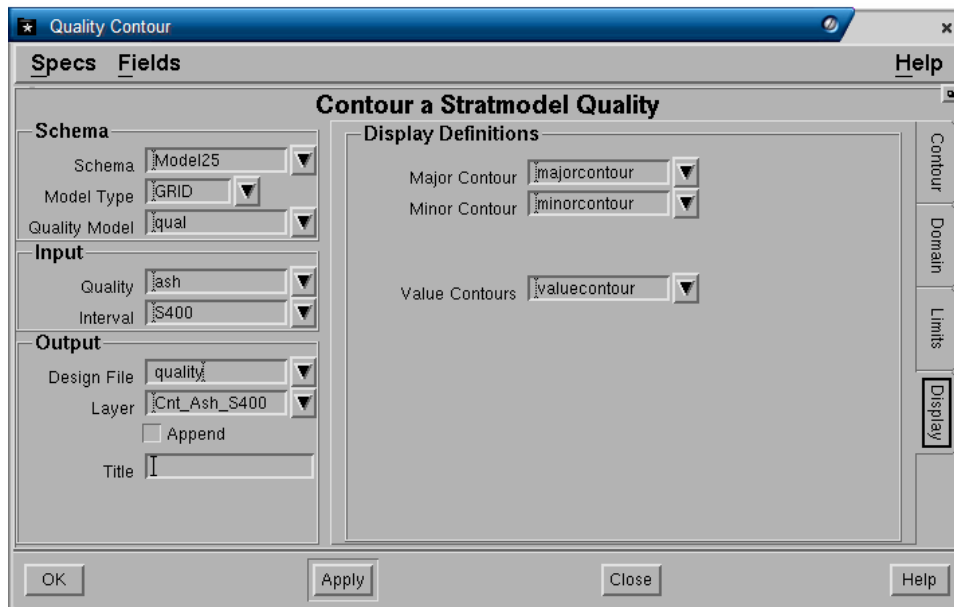 Quality Contour
Specs Fields Help
Contour a Stratmodel Quality
Schema
Schema Model25
Model Type GRID
Quality Model qual
Input
Quality ash
Interval S400
Output
Design File quality
Layer Cnt_Ash_S400
Append
Title
Display Definitions
Major Contour majorcontour
Minor Contour minorcontour
Value Contours valuecontour
Contour
Domain
Limits
Display
OK Apply Close Help